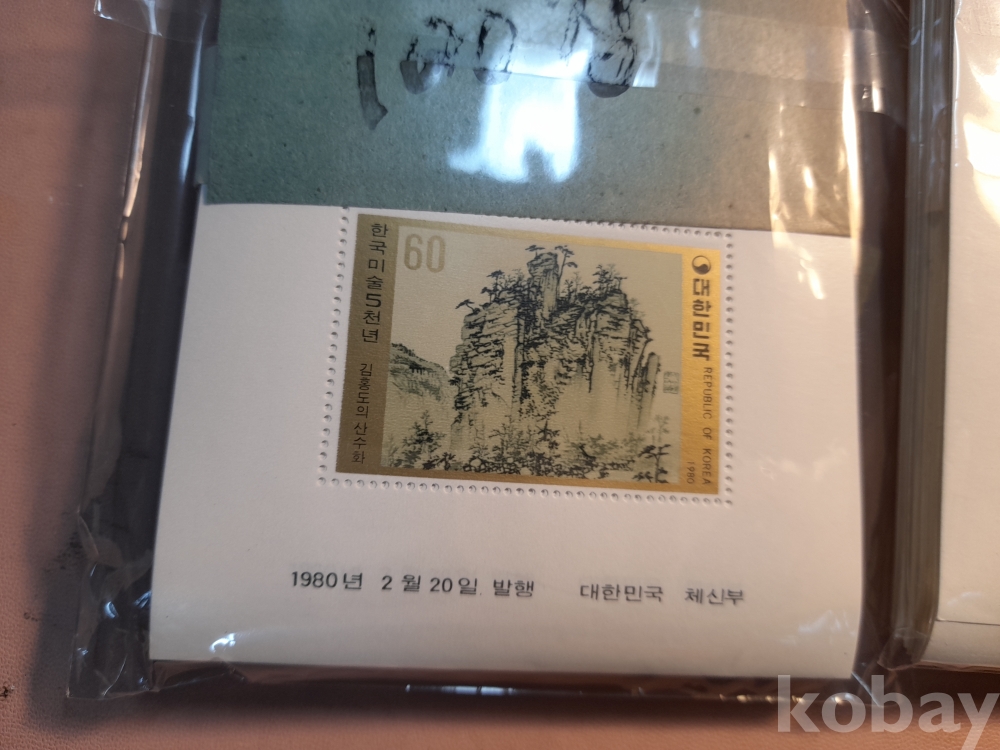 한국미술5천년 김홍도의산수화
60
대한민국 REPUBLIC OF KOREA 1980
1980년 2월 20일. 발행 대한민국 체신부
kobay